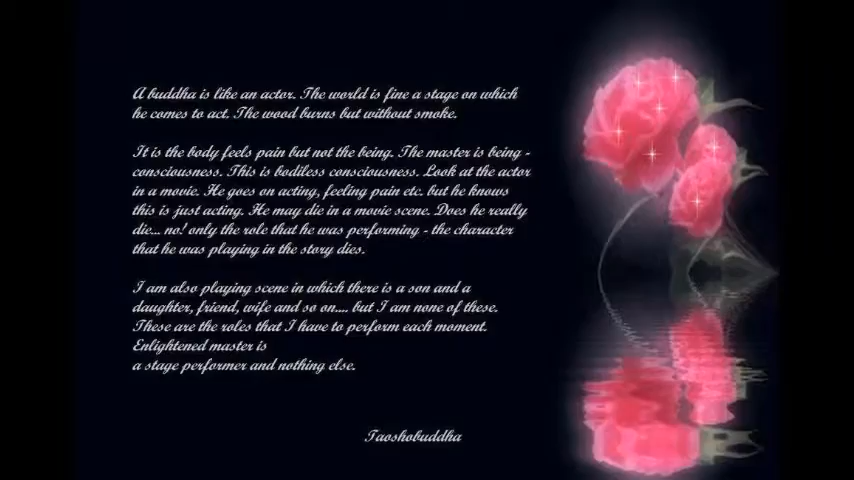 A buddha is like an actor. The world is fine a stage on which
he comes to act. The wood burns but without smoke.
It is the body feels pain but not the being. The master is being -
consciousness. This is bodiless consciousness. Look at the actor
in a movie. He goes on acting, feeling pain etc. but he knows
this is just acting. He may die in a movie scene. Does he really
die... no! only the role that he was performing - the character
that he was playing in the story dies.
I am also playing scene in which there is a son and a
daughter, friend, wife and so on.... but I am none of these.
These are the roles that I have to perform each moment.
Enlightened master is
a stage performer and nothing else.
Taoshobuddha